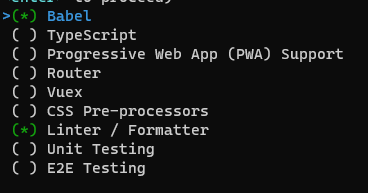 >(*) Babel
( ) TypeScript
( ) Progressive Web App (PWA) Support
( ) Router
( ) Vuex
( ) CSS Pre-processors
(*) Linter / Formatter
( ) Unit Testing
( ) E2E Testing